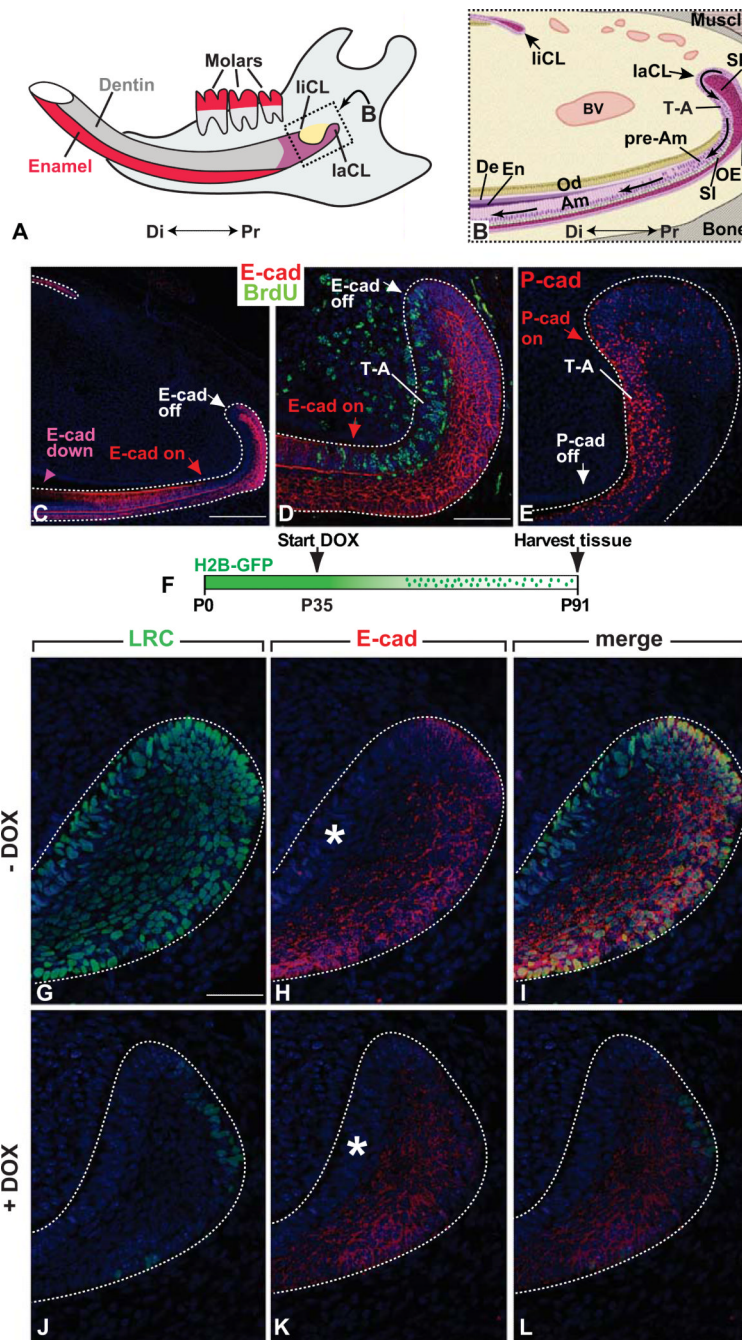 Molars
liCL
Dentin
B
Enamel
laCL
A
Di
Pr
Muscl
liCL
laCL
T-A
BV
pre-Am
De
En
Od
Am
OE
SI
B
Di
Pr
Bone
E-cad
BrdU
E-cad
off
E-cad
down
E-cad on
C
E-cad
off
T-A
E-cad on
D
P-cad
P-cad
on
T-A
P-cad
off
E
Start DOX
Harvest tissue
H2B-GFP
F
P0
P35
P91
LRC
E-cad
merge
- DOX
G
*
H
I
+ DOX
J
*
K
L